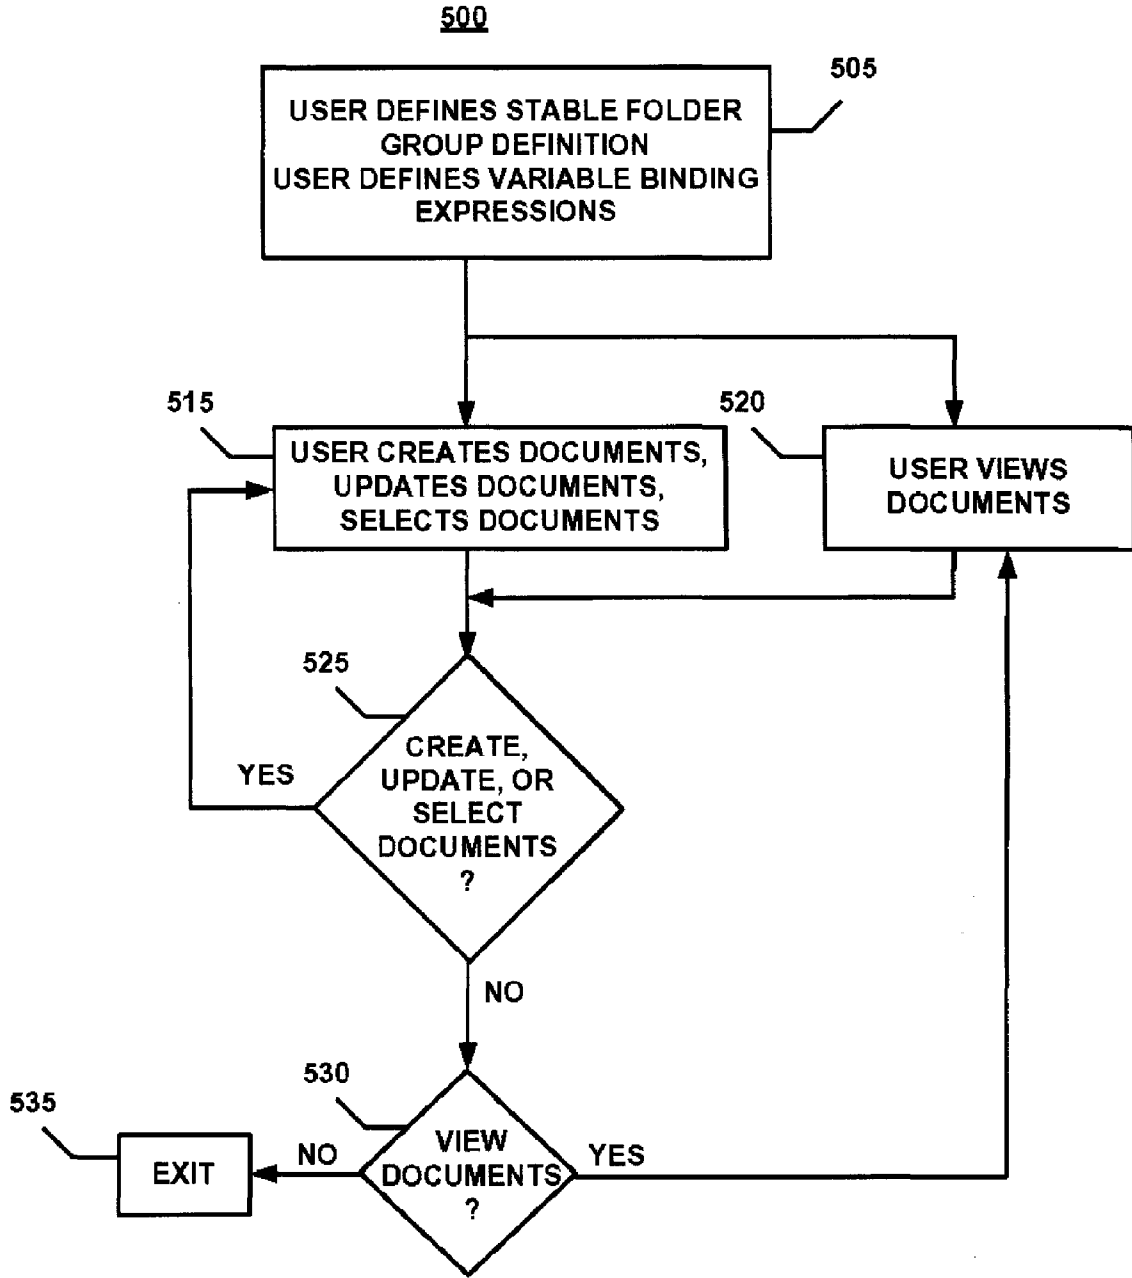 500
505
USER DEFINES STABLE FOLDER
GROUP DEFINITION
USER DEFINES VARIABLE BINDING
EXPRESSIONS
515
USER CREATES DOCUMENTS,
UPDATES DOCUMENTS,
SELECTS DOCUMENTS
520
USER VIEWS
DOCUMENTS
525
CREATE,
UPDATE, OR
SELECT
DOCUMENTS
?
YES
NO
530
VIEW
DOCUMENTS
?
YES
NO
535
EXIT